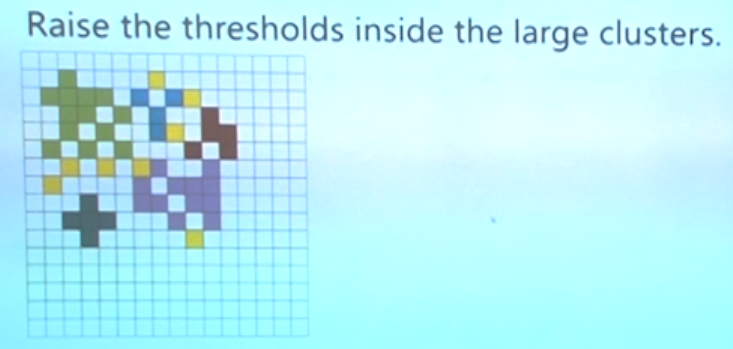 Raise the thresholds inside the large clusters.